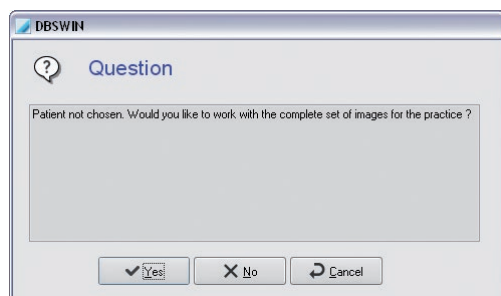 DBSWIN
Question
Patient not chosen. Would you like to work with the complete set of images for the practice ?
Yes
No
Cancel